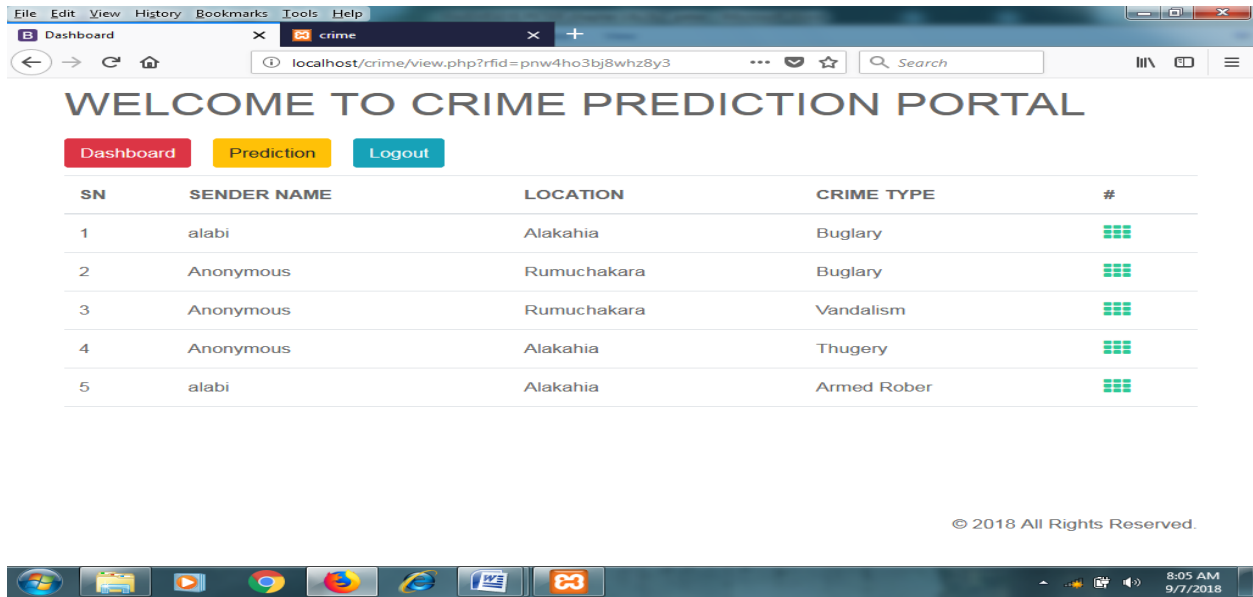 File Edit View History Bookmarks Tools Help
B Dashboard crime
localhost/crime/view.php?rfid=pnw4ho3bj8whz8y3 Search
WELCOME TO CRIME PREDICTION PORTAL
Dashboard Prediction Logout
SN SENDER NAME LOCATION CRIME TYPE #
1 alabi Alakahia Buglary
2 Anonymous Rumuchakara Buglary
3 Anonymous Rumuchakara Vandalism
4 Anonymous Alakahia Thugery
5 alabi Alakahia Armed Rober
© 2018 All Rights Reserved.
8:05 AM
9/7/2018